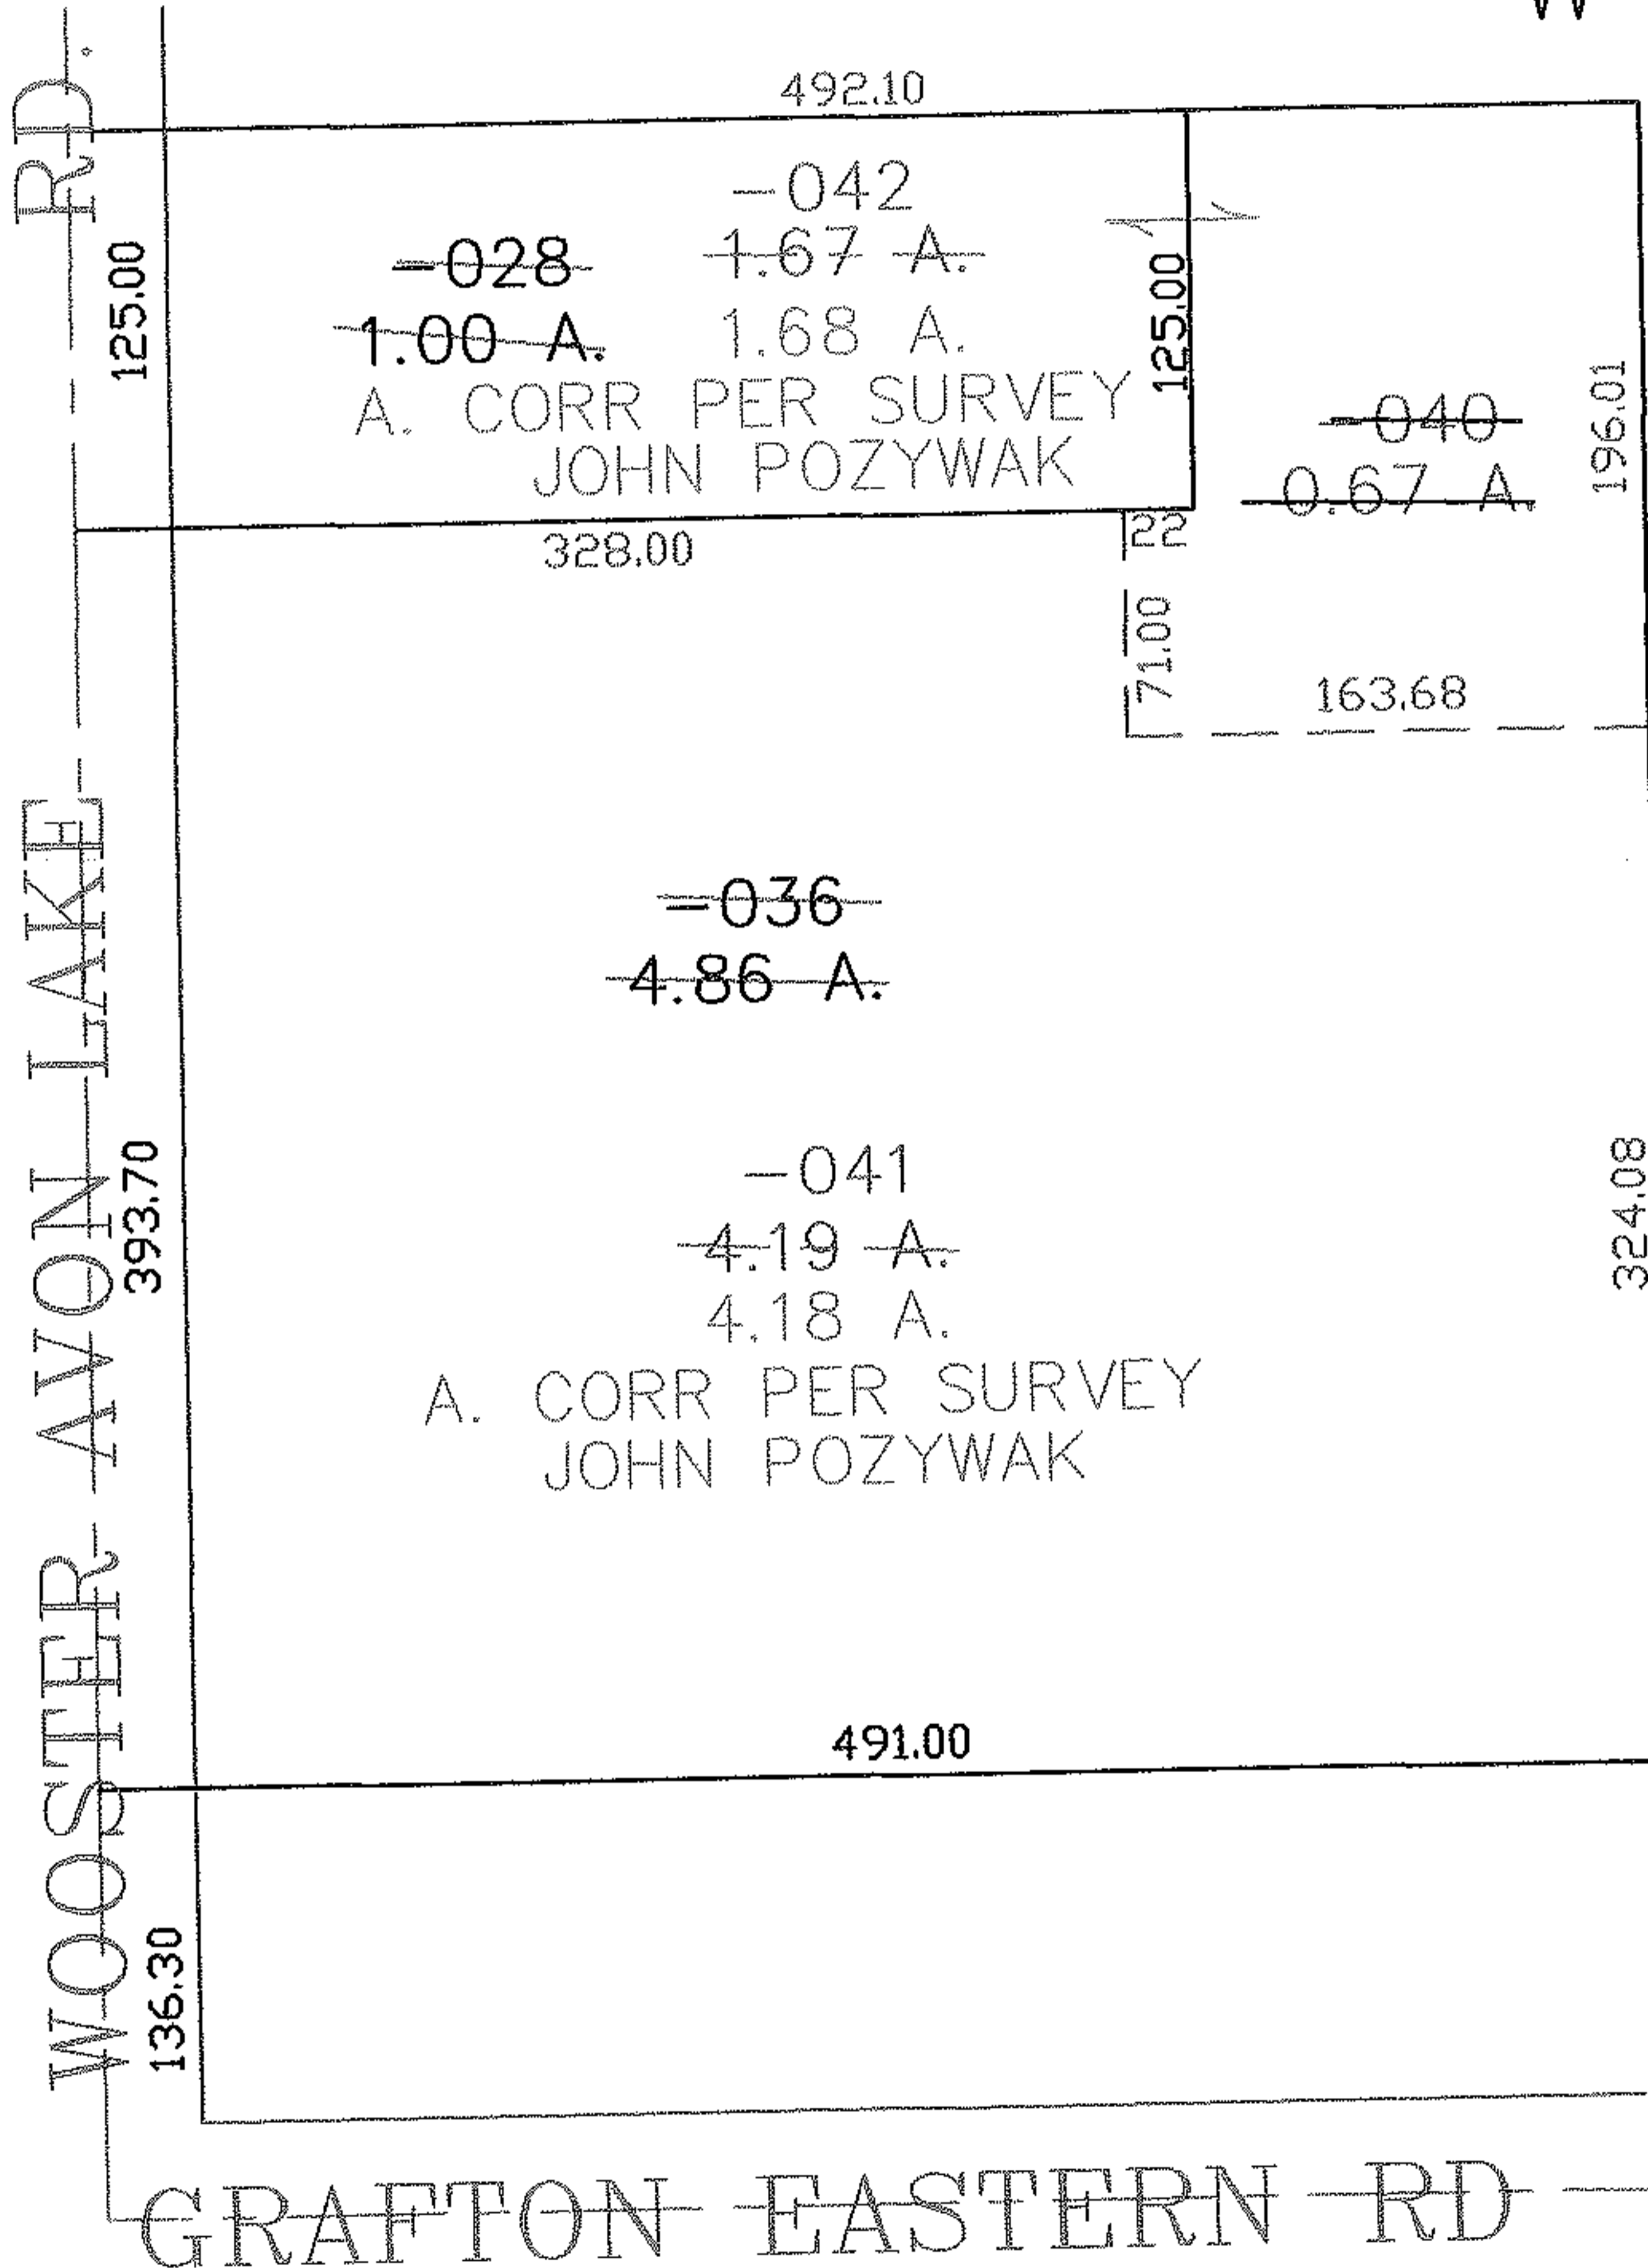 W
492.10
RD.
-042
-028
1.67 A.
1.00 A.
1.68 A.
A. CORR PER SURVEY
JOHN POZYWAK
125.00
125.00
-040
0.67 A.
196.01
328.00
22
71.00
163.68
-036
4.86 A.
-041
4.19 A.
4.18 A.
A. CORR PER SURVEY
JOHN POZYWAK
393.70
324.08
WOOSTER AVON LAKE
491.00
136.30
GRAFTON EASTERN RD